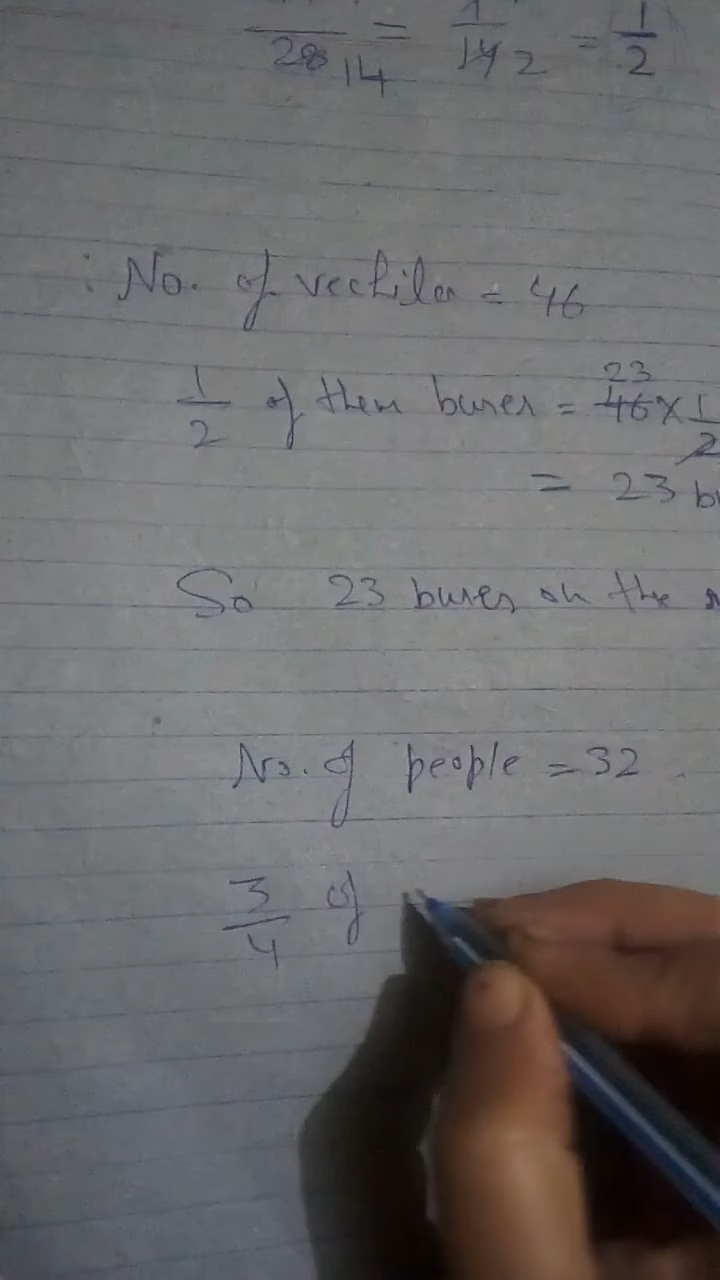 28 14 = 1/14 2 = 1/2
: No. of vechiles = 46
1/2 of them buses = 46 23 × 1/2
= 23
So 23 buses on the
No. of people = 32
3/4 of